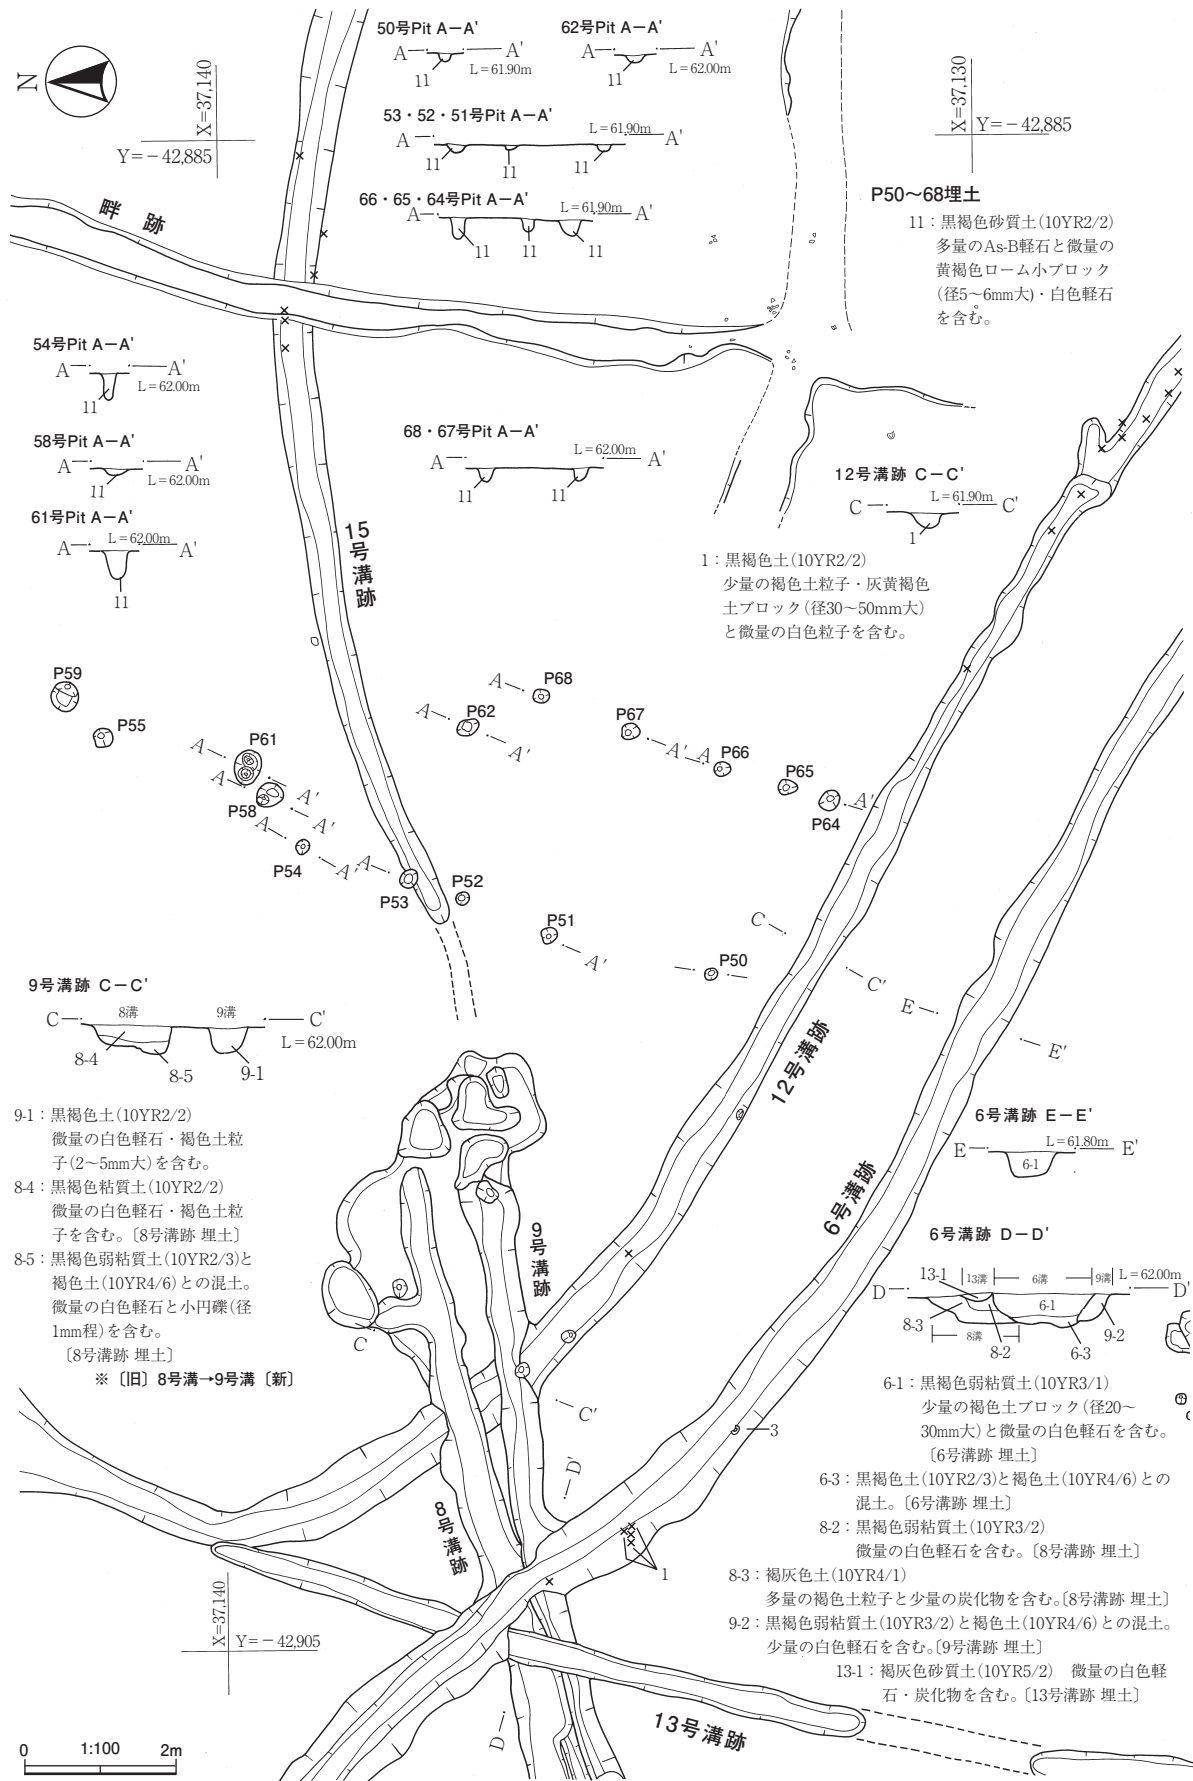 N
X=37,140
Y=－42,885
50号Pit A－A'
A
A'
L=61.90m
11
62号Pit A－A'
A
A'
L=62.00m
11
53・52・51号Pit A－A'
A
L=61.90m
A'
11
11
11
66・65・64号Pit A－A'
A
L=61.90m
A'
11
11
11
X=37,130
Y=－42,885
P50～68埋土
11：黒褐色砂質土(10YR2/2)
多量のAs-B軽石と微量の
黄褐色ローム小ブロック
(径5～6mm大)・白色軽石
を含む。
畔跡
54号Pit A－A'
A
A'
L=62.00m
11
58号Pit A－A'
A
A'
L=62.00m
11
61号Pit A－A'
A
L=62.00m
A'
11
68・67号Pit A－A'
A
L=62.00m
A'
11
11
12号溝跡 C－C'
C
L=61.90m
C'
1
1：黒褐色土(10YR2/2)
少量の褐色土粒子・灰黄褐色
土ブロック(径30～50mm大)
と微量の白色粒子を含む。
15号溝跡
P59
P55
A
P61
A
A'
P58
A'
A
P54
A'
A
P53
P52
P51
A'
P50
A
P68
A
P62
A'
P67
A'
A
P66
P65
P64
A'
C
C'
E
E'
12号溝跡
6号溝跡
9号溝跡 C－C'
C
8溝
9溝
C'
L=62.00m
8-4
8-5
9-1
9-1：黒褐色土(10YR2/2)
微量の白色軽石・褐色土粒
子(2～5mm大)を含む。
8-4：黒褐色粘質土(10YR2/2)
微量の白色軽石・褐色土粒
子を含む。〔8号溝跡 埋土〕
8-5：黒褐色弱粘質土(10YR2/3)と
褐色土(10YR4/6)との混土。
微量の白色軽石と小円礫(径
1mm程)を含む。
〔8号溝跡 埋土〕
※〔旧〕8号溝→9号溝〔新〕
9号溝跡
C
C'
D'
8号溝跡
3
1
6号溝跡 E－E'
E
L=61.80m
E'
6-1
6号溝跡 D－D'
13-1
13溝
6溝
9溝
L=62.00m
D
D'
6-1
8-3
8溝
8-2
6-3
9-2
6-1：黒褐色弱粘質土(10YR3/1)
少量の褐色土ブロック(径20～
30mm大)と微量の白色軽石を含む。
〔6号溝跡 埋土〕
6-3：黒褐色土(10YR2/3)と褐色土(10YR4/6)との
混土。〔6号溝跡 埋土〕
8-2：黒褐色弱粘質土(10YR3/2)
微量の白色軽石を含む。〔8号溝跡 埋土〕
8-3：褐灰色土(10YR4/1)
多量の褐色土粒子と少量の炭化物を含む。〔8号溝跡 埋土〕
9-2：黒褐色弱粘質土(10YR3/2)と褐色土(10YR4/6)との混土。
少量の白色軽石を含む。〔9号溝跡 埋土〕
13-1：褐灰色砂質土(10YR5/2)　微量の白色軽
石・炭化物を含む。〔13号溝跡 埋土〕
X=37,140
Y=－42,905
D
13号溝跡
0
1:100
2m